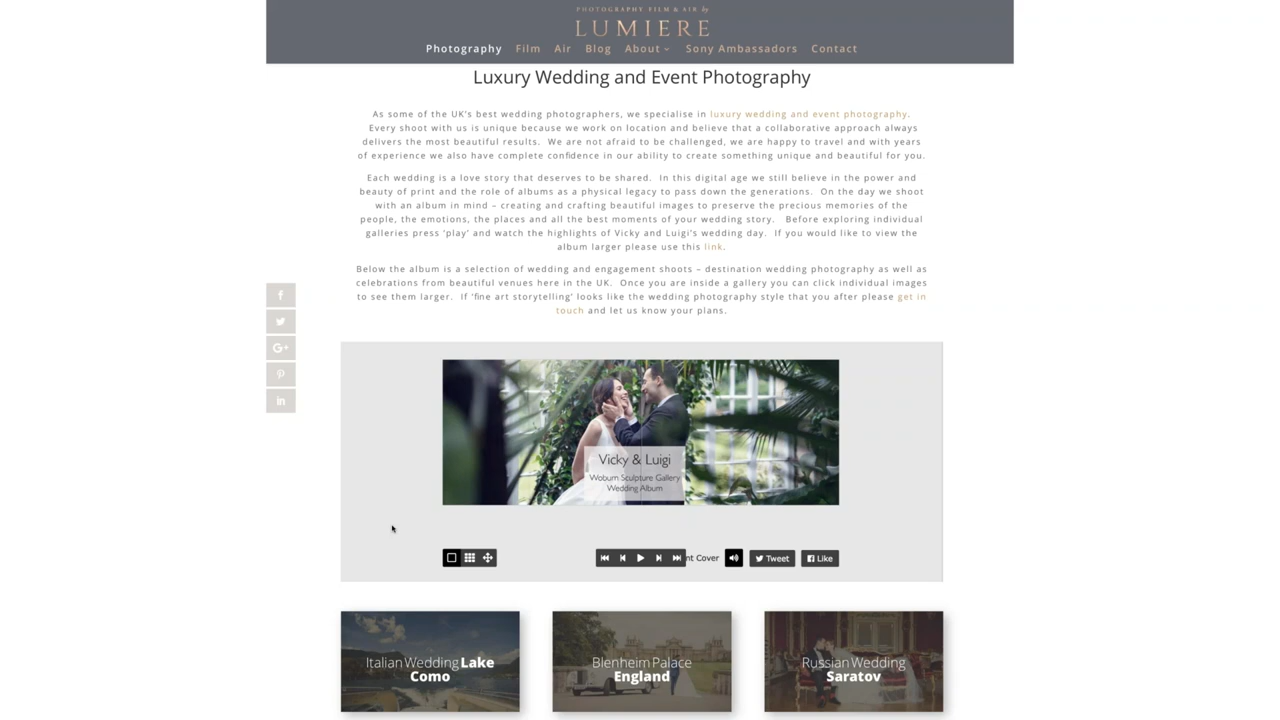 PHOTOGRAPHY FILM & AIR by
LUMIERE
Photography Film Air Blog About Sony Ambassadors Contact
Luxury Wedding and Event Photography
As some of the UK's best wedding photographers, we specialise in luxury wedding and event photography.
Every shoot with us is unique because we work on location and believe that a collaborative approach always
delivers the most beautiful results. We are not afraid to be challenged, we are happy to travel and with years
of experience we also have complete confidence in our ability to create something unique and beautiful for you.
Each wedding is a love story that deserves to be shared. In this digital age we still believe in the power and
beauty of print and the role of albums as a physical legacy to pass down the generations. On the day we shoot
with an album in mind – creating and crafting beautiful images to preserve the precious memories of the
people, the emotions, the places and all the best moments of your wedding story. Before exploring individual
galleries press 'play' and watch the highlights of Vicky and Luigi's wedding day. If you would like to view the
album larger please use this link.
Below the album is a selection of wedding and engagement shoots – destination wedding photography as well as
celebrations from beautiful venues here in the UK. Once you are inside a gallery you can click individual images
to see them larger. If 'fine art storytelling' looks like the wedding photography style that you after please get in
touch and let us know your plans.
Vicky & Luigi
Woburn Sculpture Gallery
Wedding Album
nt Cover Tweet Like
Italian Wedding Lake
Como
Blenheim Palace
England
Russian Wedding
Saratov